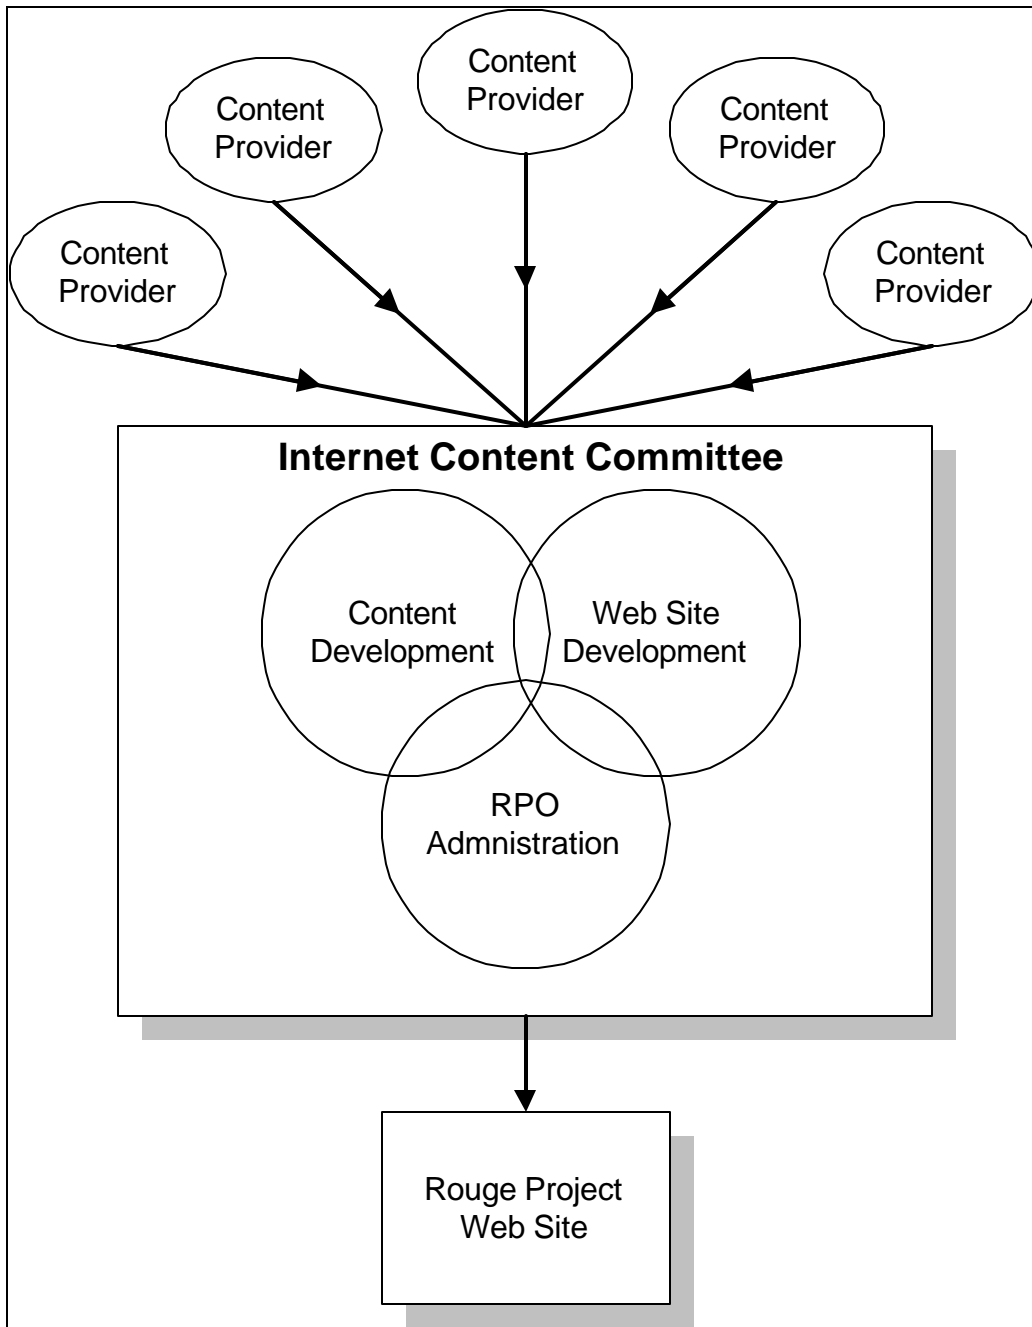 Content
Provider
Content
Provider
Content
Provider
Content
Provider
Content
Provider
Internet Content Committee
Content
Development
Web Site
Development
RPO
Admnistration
Rouge Project
Web Site